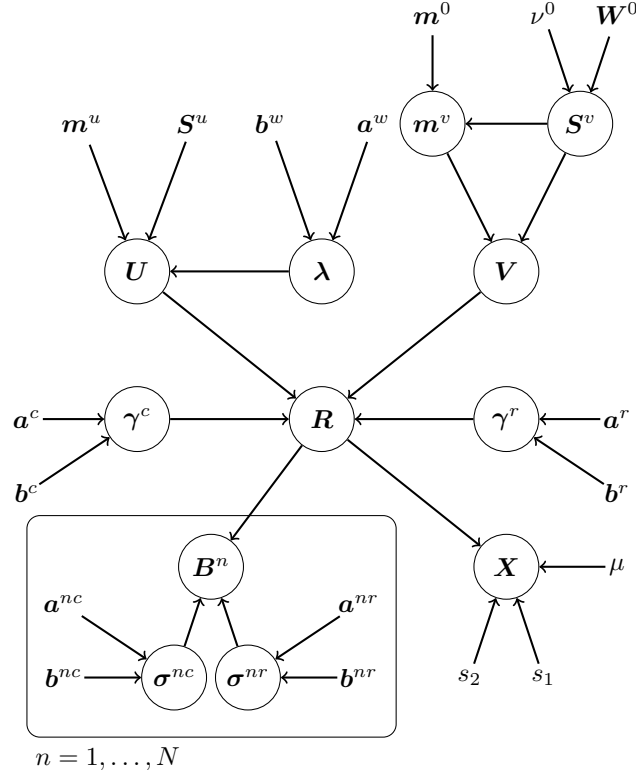 m^0 ν^0 W^0
m^u S^u b^w a^w m^v S^v
U λ V
a^c γ^c R γ^r a^r
b^c b^r
B^n X μ
a^{nc} a^{nr}
b^{nc} σ^{nc} σ^{nr} b^{nr} s_2 s_1
n = 1, . . . , N